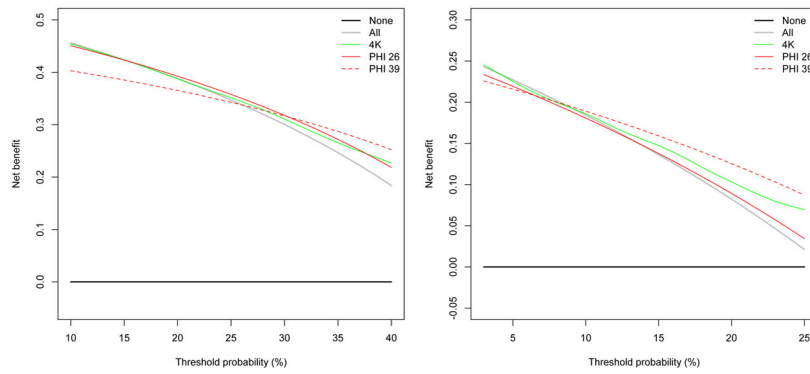 None
All
4K
PHI 26
PHI 39
Net benefit
0.5
0.4
0.3
0.2
0.1
0.0
10 15 20 25 30 35 40
Threshold probability (%)
None
All
4K
PHI 26
PHI 39
Net benefit
0.30
0.25
0.20
0.15
0.10
0.05
0.00
-0.05
5 10 15 20 25
Threshold probability (%)